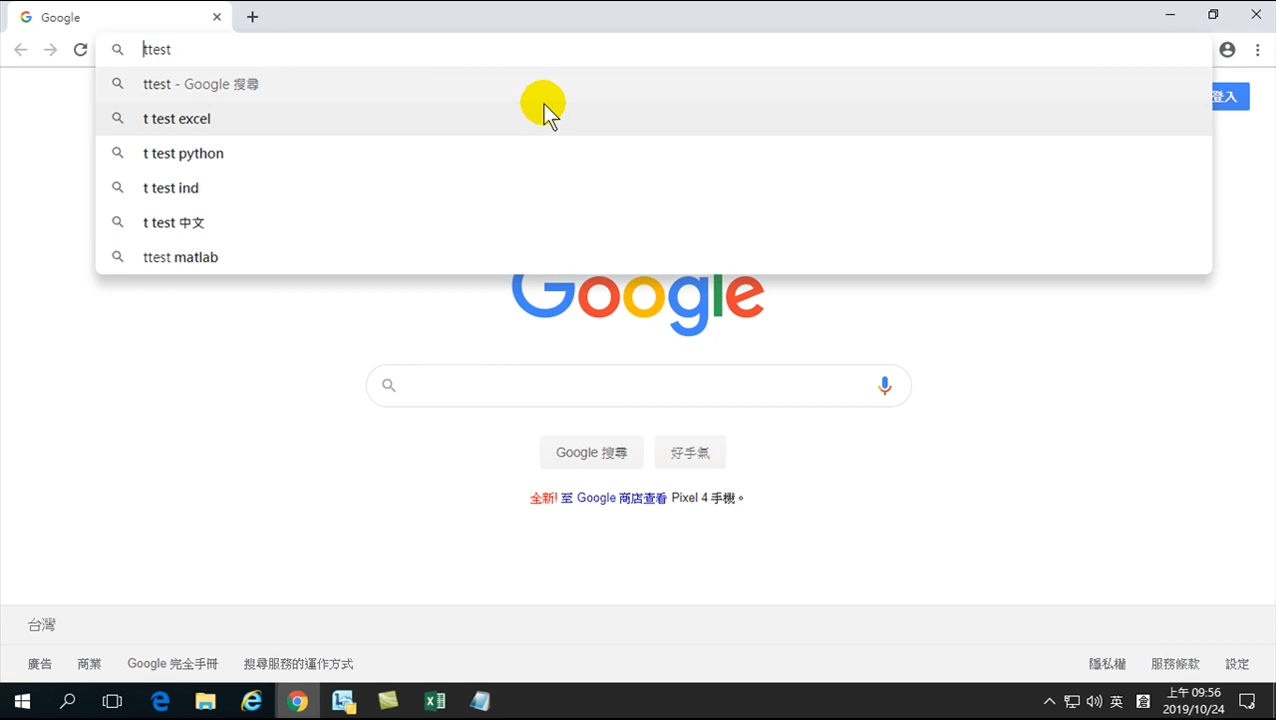 Google
ttest
ttest - Google 搜尋
登入
t test excel
t test python
t test ind
t test 中文
ttest matlab
Google
Google 搜尋
好手氣
全新! 至 Google 商店查看 Pixel 4 手機。
台灣
廣告
商業
Google 完全手冊
搜尋服務的運作方式
隱私權
服務條款
設定
英
倉
上午 09:56
2019/10/24